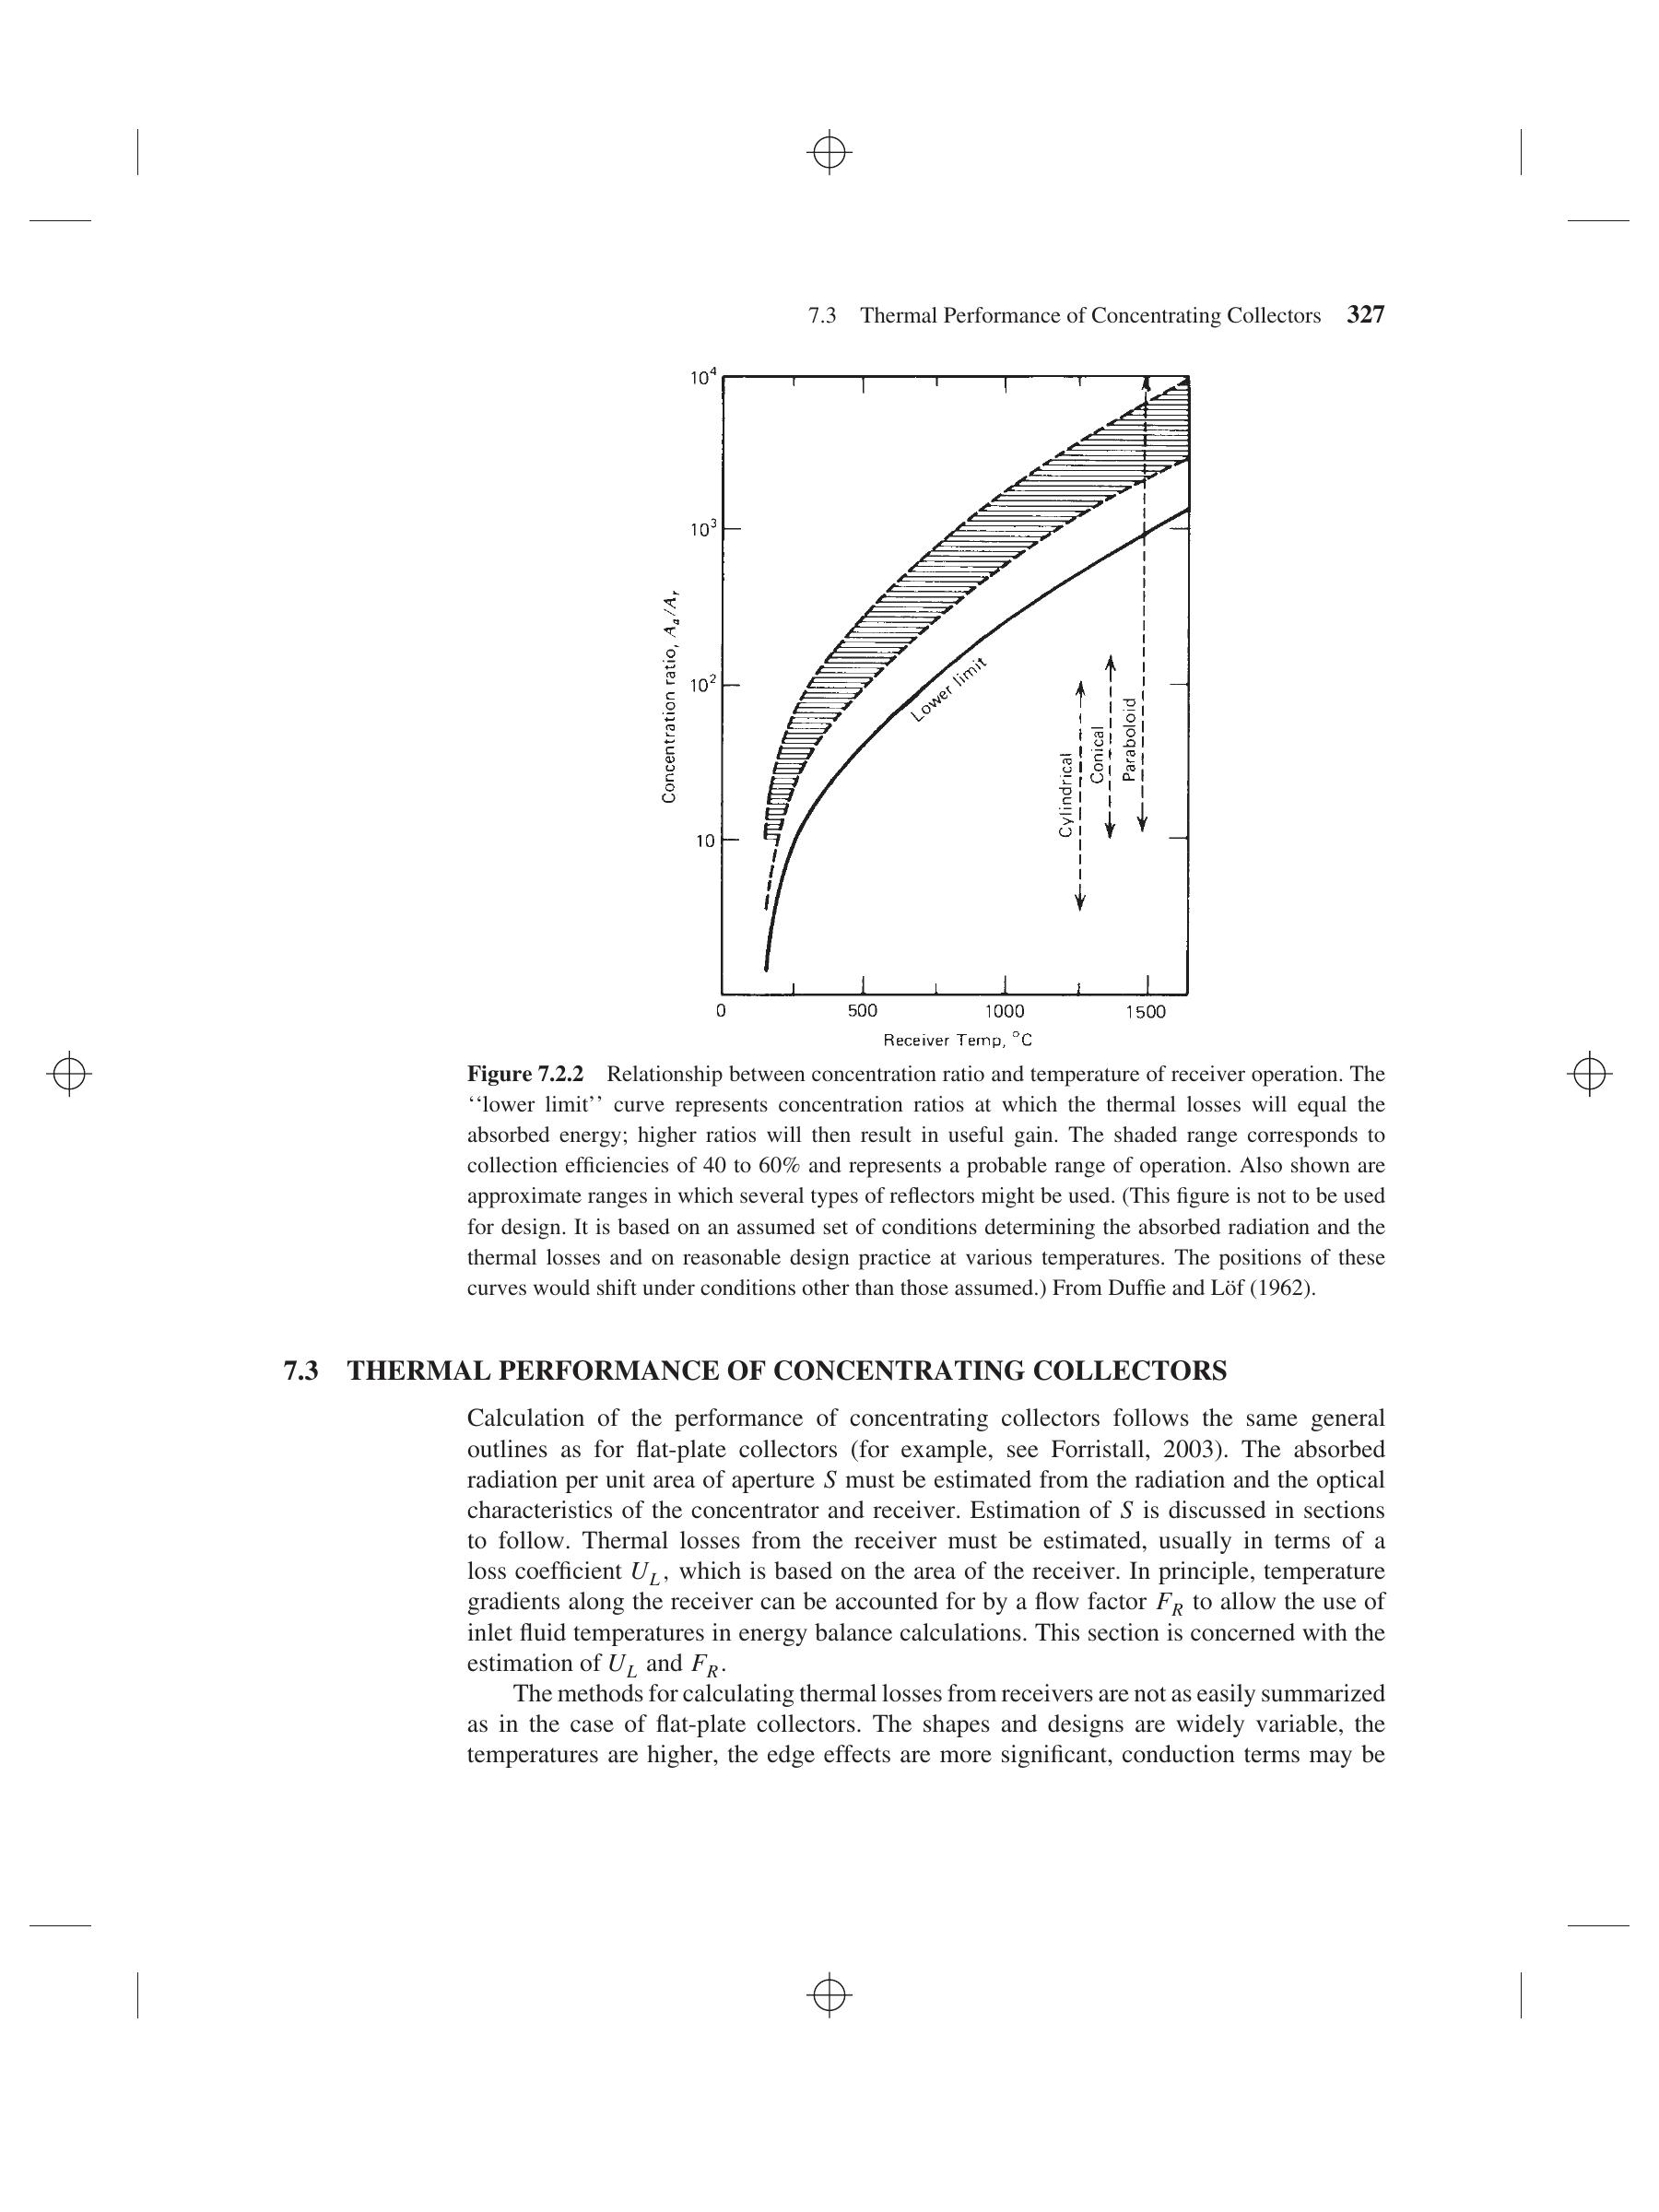 7.3 Thermal Performance of Concentrating Collectors 327
10⁴
10³
10²
10
Concentration ratio, Aₐ/Aᵣ
Lower limit
Cylindrical
Conical
Paraboloid
0 500 1000 1500
Receiver Temp, °C
Figure 7.2.2 Relationship between concentration ratio and temperature of receiver operation. The
‘‘lower limit’’ curve represents concentration ratios at which the thermal losses will equal the
absorbed energy; higher ratios will then result in useful gain. The shaded range corresponds to
collection efficiencies of 40 to 60% and represents a probable range of operation. Also shown are
approximate ranges in which several types of reflectors might be used. (This figure is not to be used
for design. It is based on an assumed set of conditions determining the absorbed radiation and the
thermal losses and on reasonable design practice at various temperatures. The positions of these
curves would shift under conditions other than those assumed.) From Duffie and Löf (1962).
7.3 THERMAL PERFORMANCE OF CONCENTRATING COLLECTORS
Calculation of the performance of concentrating collectors follows the same general
outlines as for flat-plate collectors (for example, see Forristall, 2003). The absorbed
radiation per unit area of aperture S must be estimated from the radiation and the optical
characteristics of the concentrator and receiver. Estimation of S is discussed in sections
to follow. Thermal losses from the receiver must be estimated, usually in terms of a
loss coefficient U_L, which is based on the area of the receiver. In principle, temperature
gradients along the receiver can be accounted for by a flow factor F_R to allow the use of
inlet fluid temperatures in energy balance calculations. This section is concerned with the
estimation of U_L and F_R.
The methods for calculating thermal losses from receivers are not as easily summarized
as in the case of flat-plate collectors. The shapes and designs are widely variable, the
temperatures are higher, the edge effects are more significant, conduction terms may be